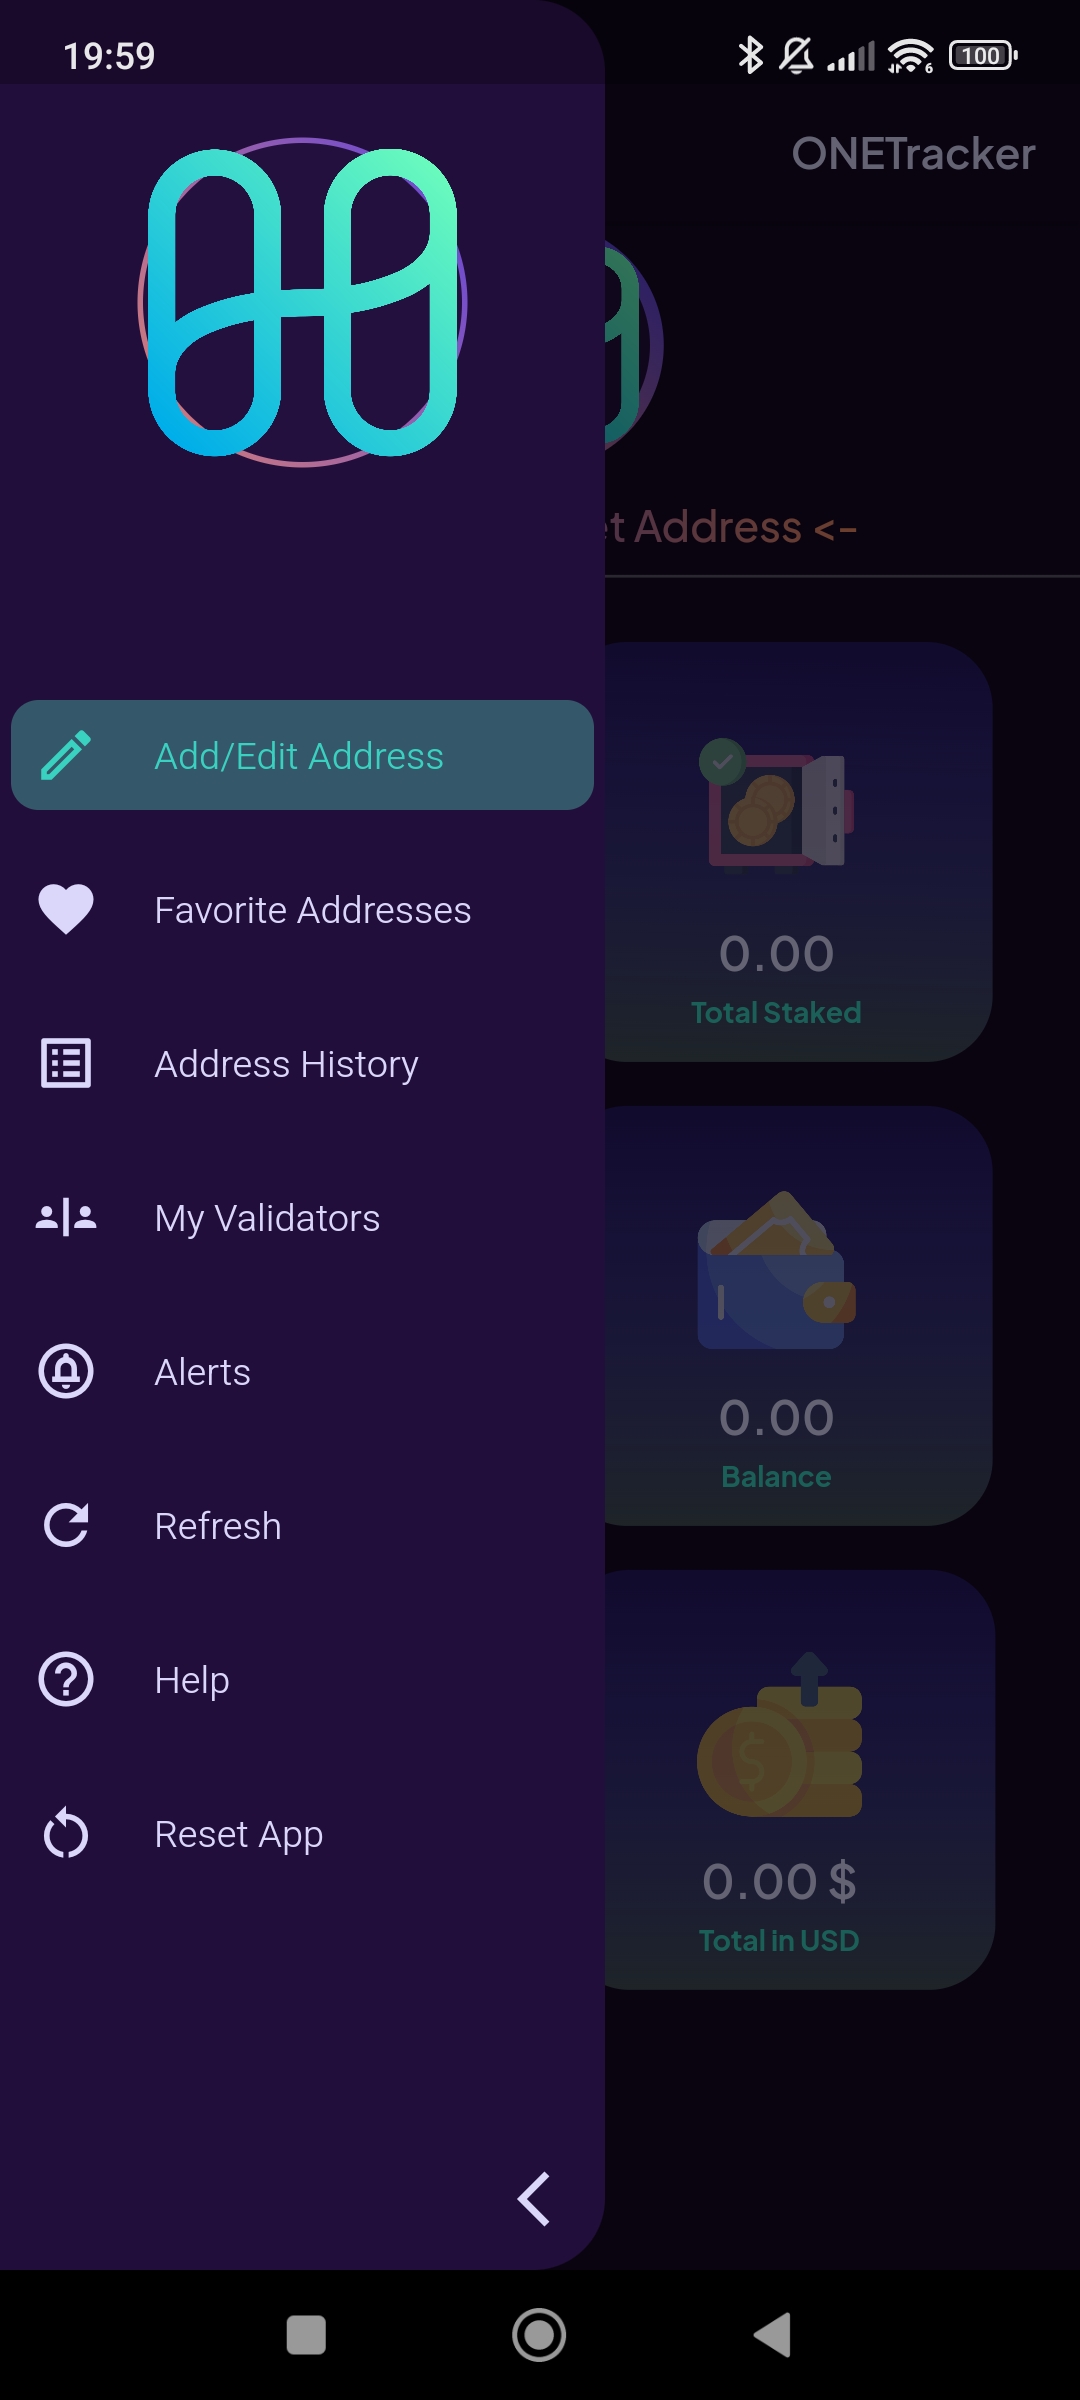 19:59
100
6
ONETracker
t Address <-
Add/Edit Address
Favorite Addresses
Address History
My Validators
Alerts
Refresh
Help
Reset App
0.00
Total Staked
0.00
Balance
0.00 $
Total in USD